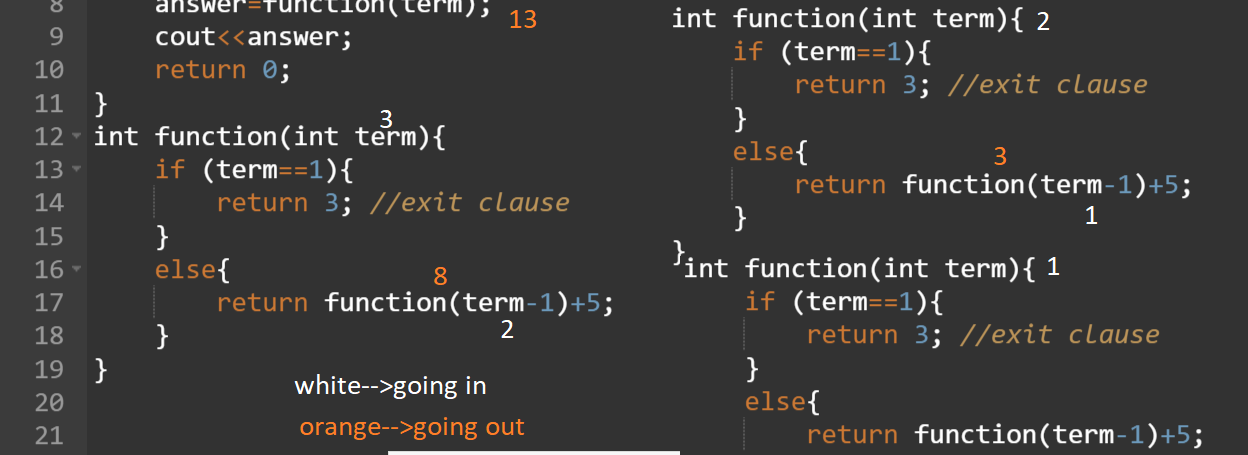 8 answer=function(term); 13
9 cout<<answer;
10 return 0;
11 }
3
12 int function(int term){
13 if (term==1){
14 return 3; //exit clause
15 }
16 else{ 8
17 return function(term-1)+5;
18 } 2
19 }
20 white-->going in
21 orange-->going out
int function(int term){ 2
if (term==1){
return 3; //exit clause
}
else{ 3
return function(term-1)+5;
} 1
}
int function(int term){ 1
if (term==1){
return 3; //exit clause
}
else{
return function(term-1)+5;